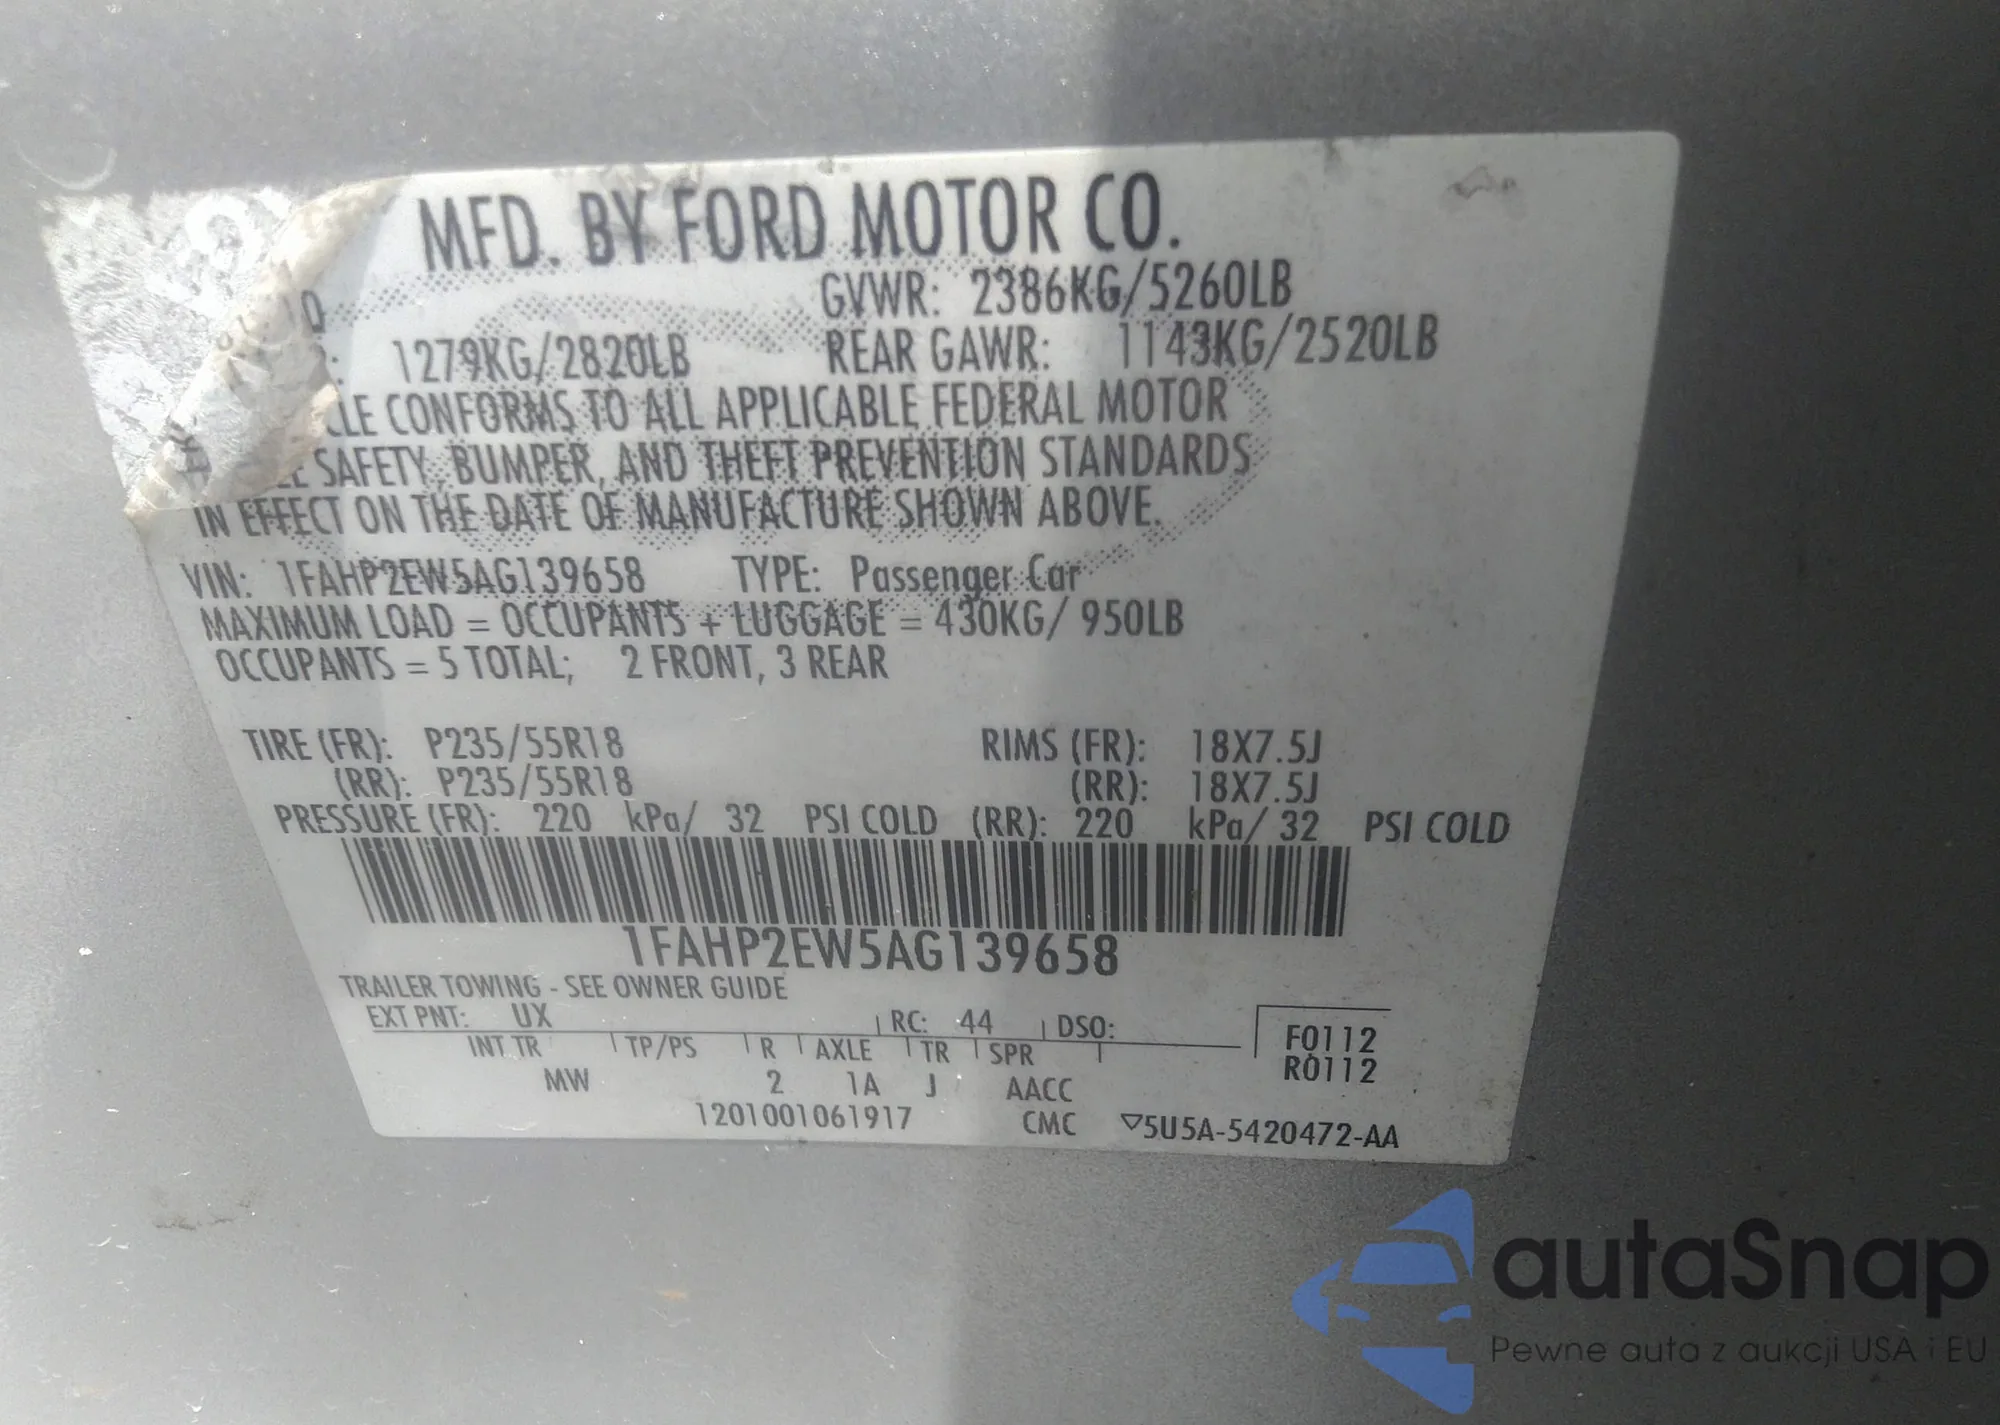 MFD. BY FORD MOTOR CO.
GVWR: 2386KG/5260LB
1279KG/2820LB REAR GAWR: 1143KG/2520LB
CONFORMS TO ALL APPLICABLE FEDERAL MOTOR
SAFETY, BUMPER, AND THEFT PREVENTION STANDARDS
IN EFFECT ON THE DATE OF MANUFACTURE SHOWN ABOVE.
VIN: 1FAHP2EW5AG139658 TYPE: Passenger Car
MAXIMUM LOAD = OCCUPANTS + LUGGAGE = 430KG/ 950LB
OCCUPANTS = 5 TOTAL; 2 FRONT, 3 REAR
TIRE (FR): P235/55R18 RIMS (FR): 18X7.5J
(RR): P235/55R18 (RR): 18X7.5J
PRESSURE (FR): 220 kPa/ 32 PSI COLD (RR): 220 kPa/ 32 PSI COLD
1FAHP2EW5AG139658
TRAILER TOWING - SEE OWNER GUIDE
EXT PNT: UX RC: 44 DSO:
INT TR TP/PS R AXLE TR SPR F0112
MW 2 1A J AACC R0112
1201001061917 CMC ▽5U5A-5420472-AA
autaSnap
Pewne auta z aukcji USA i EU